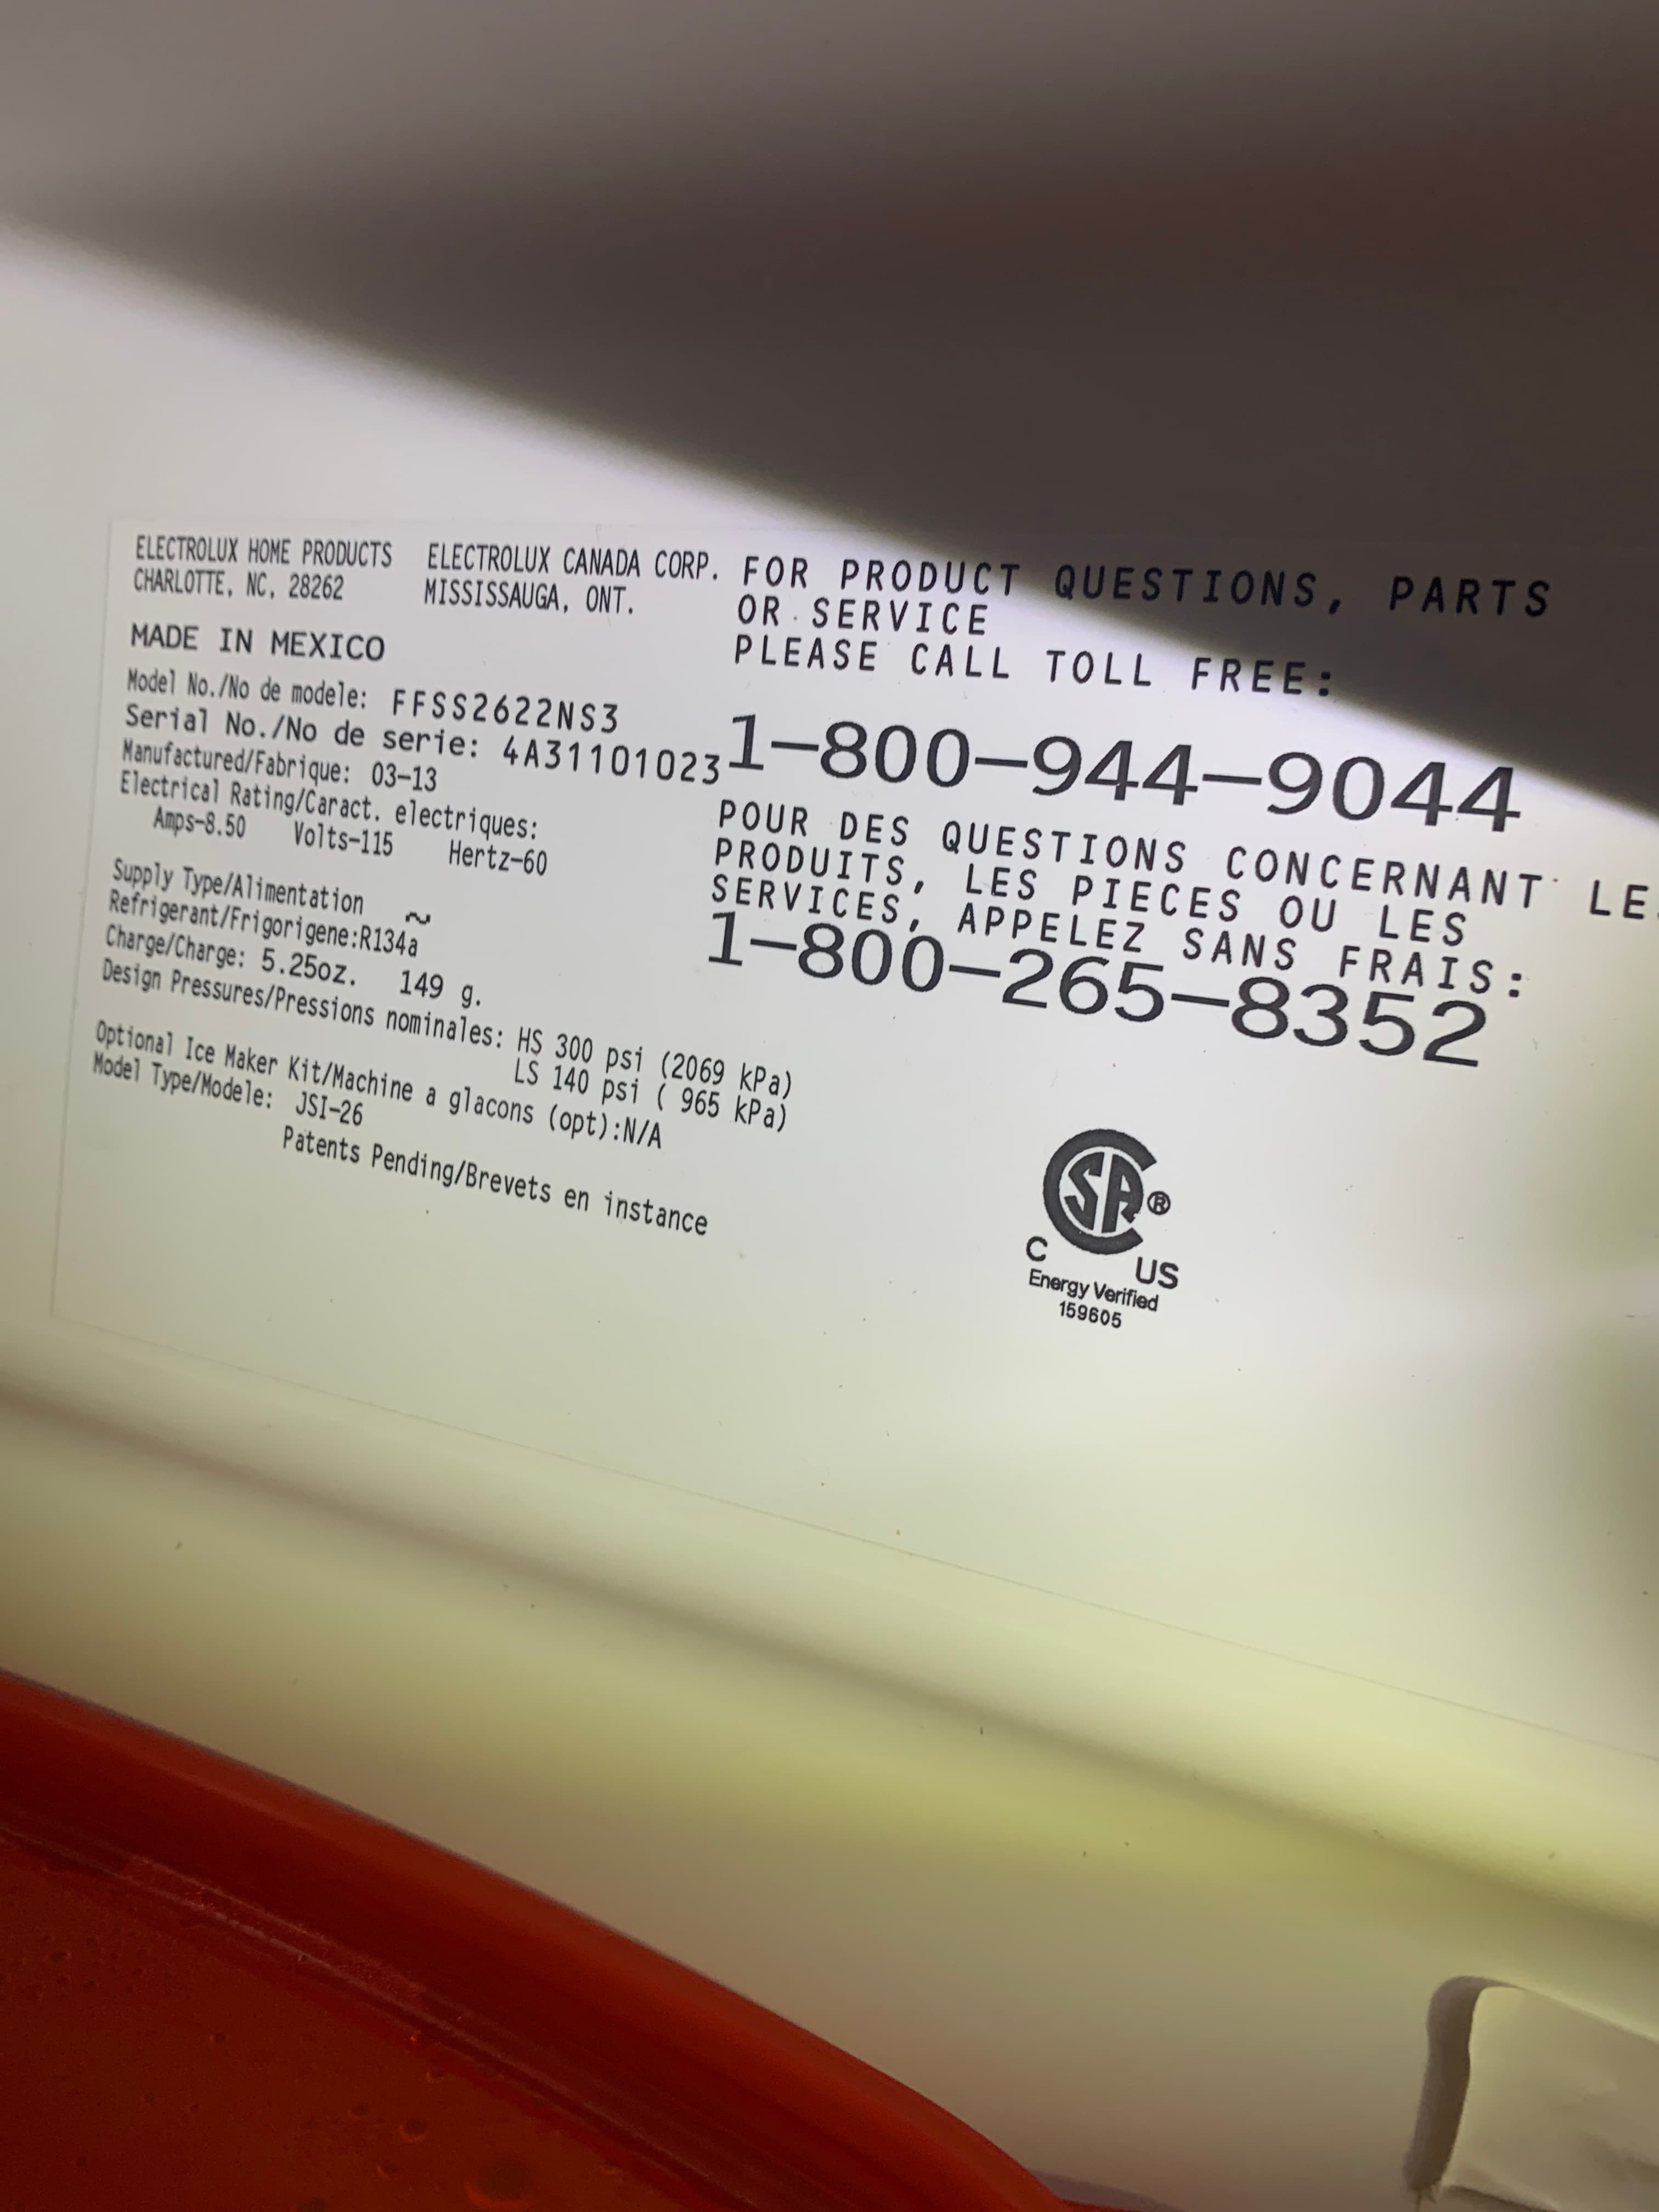 ELECTROLUX HOME PRODUCTS
CHARLOTTE, NC, 28262
ELECTROLUX CANADA CORP.
MISSISSAUGA, ONT.
MADE IN MEXICO
Model No./No de modele: FFSS2622NS3
Serial No./No de serie: 4A31101023
Manufactured/Fabrique: 03-13
Electrical Rating/Caract. electriques:
Amps-8.50 Volts-115 Hertz-60
Supply Type/Alimentation ~
Refrigerant/Frigorigene:R134a
Charge/Charge: 5.25oz. 149 g.
Design Pressures/Pressions nominales: HS 300 psi (2069 kPa)
LS 140 psi ( 965 kPa)
Optional Ice Maker Kit/Machine a glacons (opt):N/A
Model Type/Modele: JSI-26
Patents Pending/Brevets en instance
FOR PRODUCT QUESTIONS, PARTS
OR SERVICE
PLEASE CALL TOLL FREE:
1-800-944-9044
POUR DES QUESTIONS CONCERNANT
PRODUITS, LES PIECES OU LES
SERVICES, APPELEZ SANS FRAIS:
1-800-265-8352
CSA®
C US
Energy Verified
159605